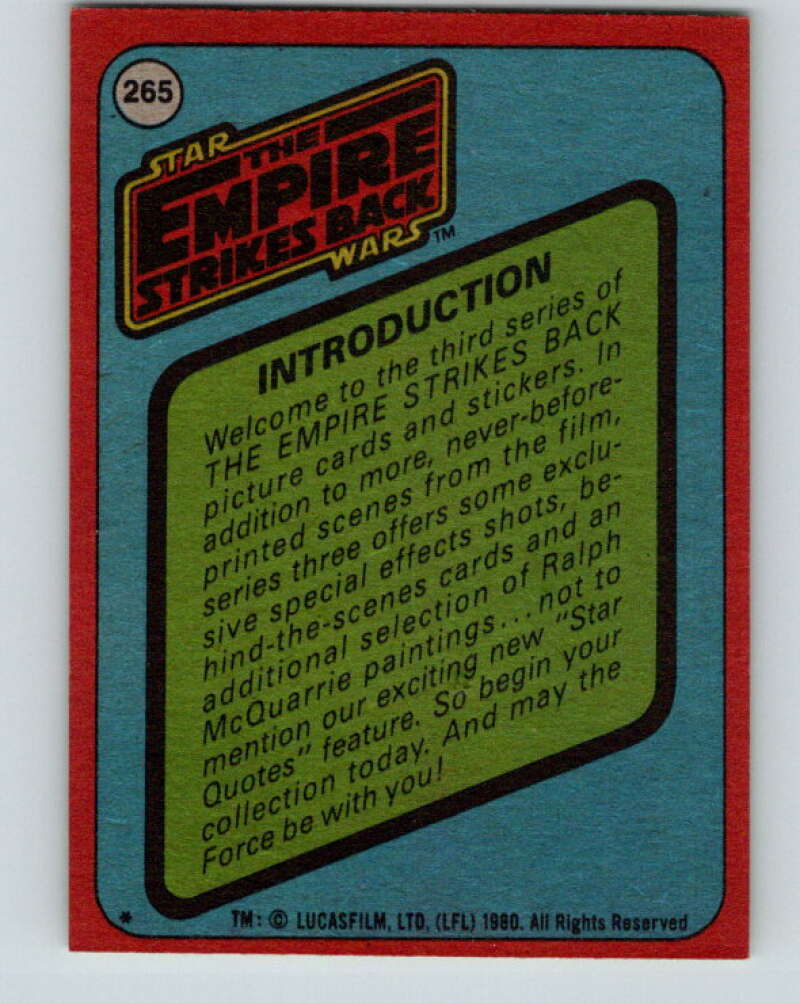 265
STAR
THE
EMPIRE
STRIKES BACK
WARS™
INTRODUCTION
Welcome to the third series of
THE EMPIRE STRIKES BACK
picture cards and stickers. In
addition to more, never-before-
printed scenes from the film,
series three offers some exclu-
sive special effects shots, be-
hind-the-scenes cards and an
additional selection of Ralph
McQuarrie paintings...not to
mention our exciting new "Star
Quotes" feature. So begin your
collection today. And may the
Force be with you!
* TM: © LUCASFILM, LTD, (LFL) 1980. All Rights Reserved